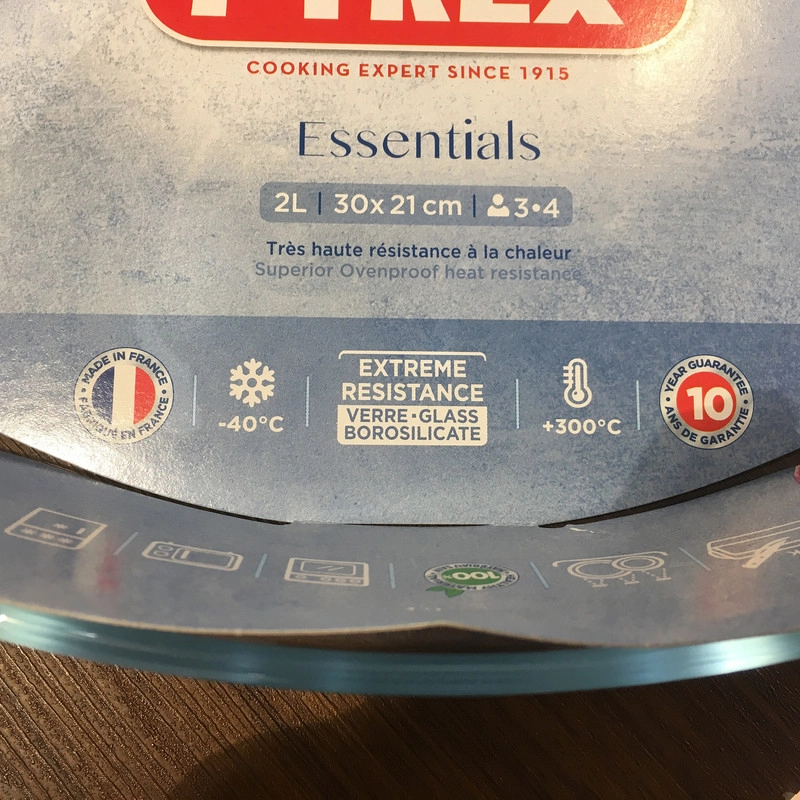 PYREX
COOKING EXPERT SINCE 1915
Essentials
2L | 30x21 cm | 3•4
Très haute résistance à la chaleur
Superior Ovenproof heat resistance
MADE IN FRANCE
FABRIQUÉ EN FRANCE
-40°C
EXTREME
RESISTANCE
VERRE•GLASS
BOROSILICATE
+300°C
10
YEAR GUARANTEE
ANS DE GARANTIE
100%